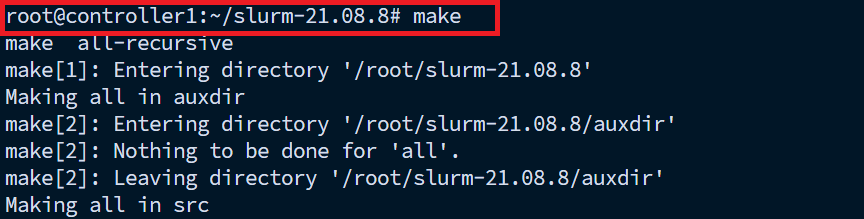 root@controller1:~/slurm-21.08.8# make
make  all-recursive
make[1]: Entering directory '/root/slurm-21.08.8'
Making all in auxdir
make[2]: Entering directory '/root/slurm-21.08.8/auxdir'
make[2]: Nothing to be done for 'all'.
make[2]: Leaving directory '/root/slurm-21.08.8/auxdir'
Making all in src